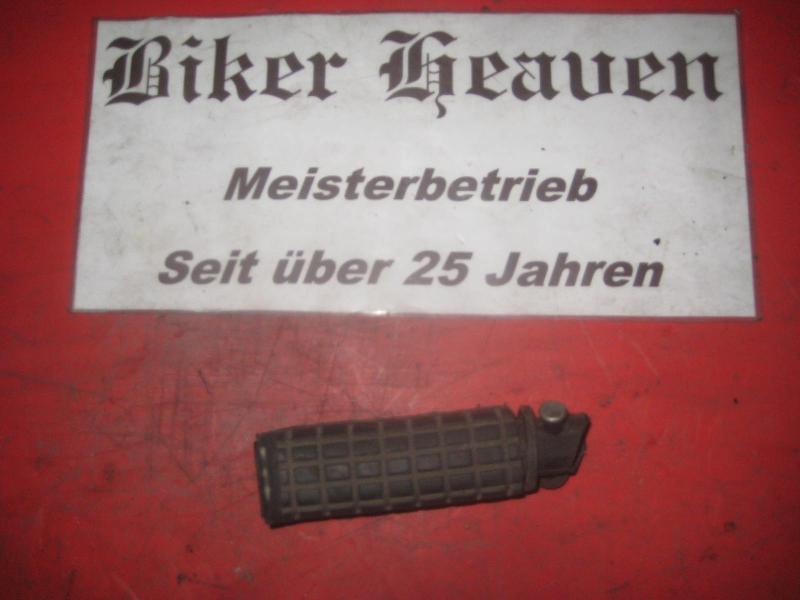 Biker Heaven
Meisterbetrieb
Seit über 25 Jahren